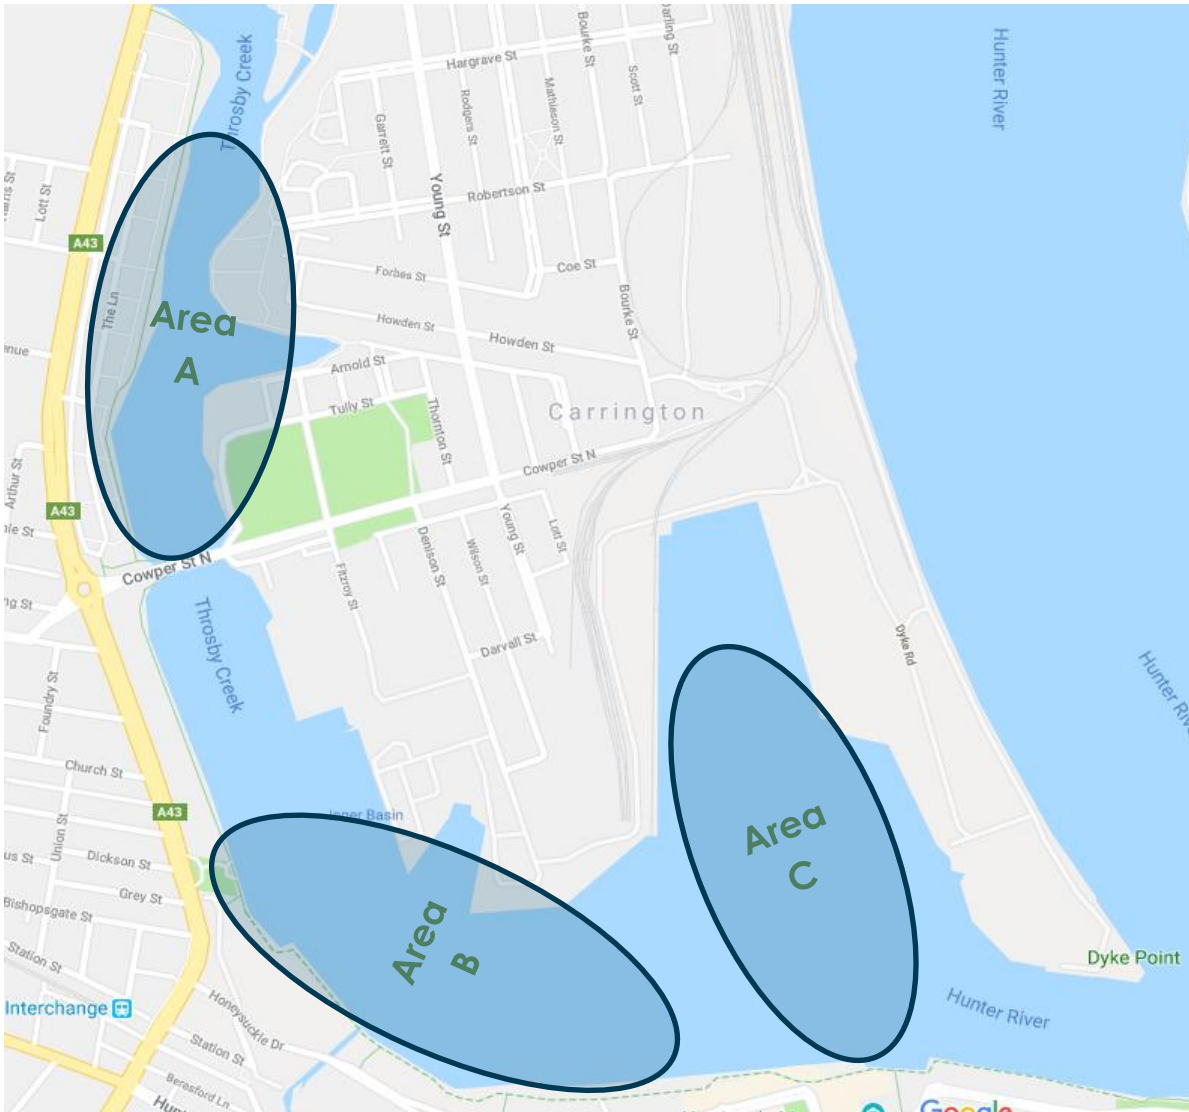 Throsby Creek
Hargrave St
Bourke St
Scott St
Mathieson St
Rodgers St
Garrett St
Hunter River
Lott St
Young St
Robertson St
A43
Forbes St
Coe St
Bourke St
The Ln
Area
A
Howden St
Howden St
Arnold St
Tully St
Thornton St
Carrington
Cowper St N
Arthur St
A43
Young St
Lott St
Denison St
Wilson St
Fitzroy St
Cowper St N
Throsby Creek
Darvall St
Dyke Rd
Hunter
Foundry St
Church St
A43
Union St
Basin
Dickson St
Grey St
Bishopsgate St
Station St
Area
B
Area
C
Dyke Point
Hunter River
Interchange
Honeysuckle Dr
Station St
Beresford Ln
Google